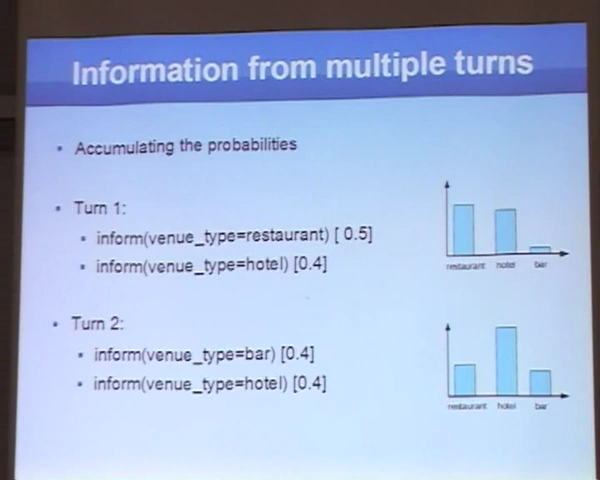 Information from multiple turns
Accumulating the probabilities
Turn 1:
inform(venue_type=restaurant) [ 0.5]
inform(venue_type=hotel) [0.4]
restaurant hotel bar
Turn 2:
inform(venue_type=bar) [0.4]
inform(venue_type=hotel) [0.4]
restaurant hotel bar